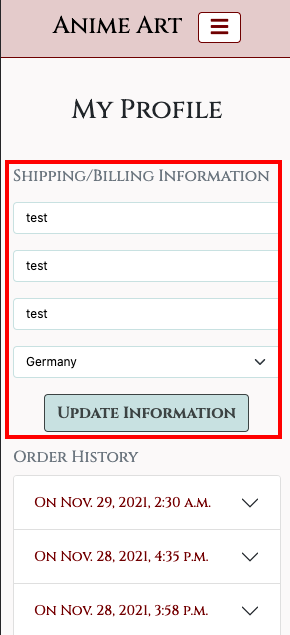 Anime Art
My Profile
Shipping/Billing Information
test
test
test
Germany
Update Information
Order History
On Nov. 29, 2021, 2:30 a.m.
On Nov. 28, 2021, 4:35 p.m.
On Nov. 28, 2021, 3:58 p.m.